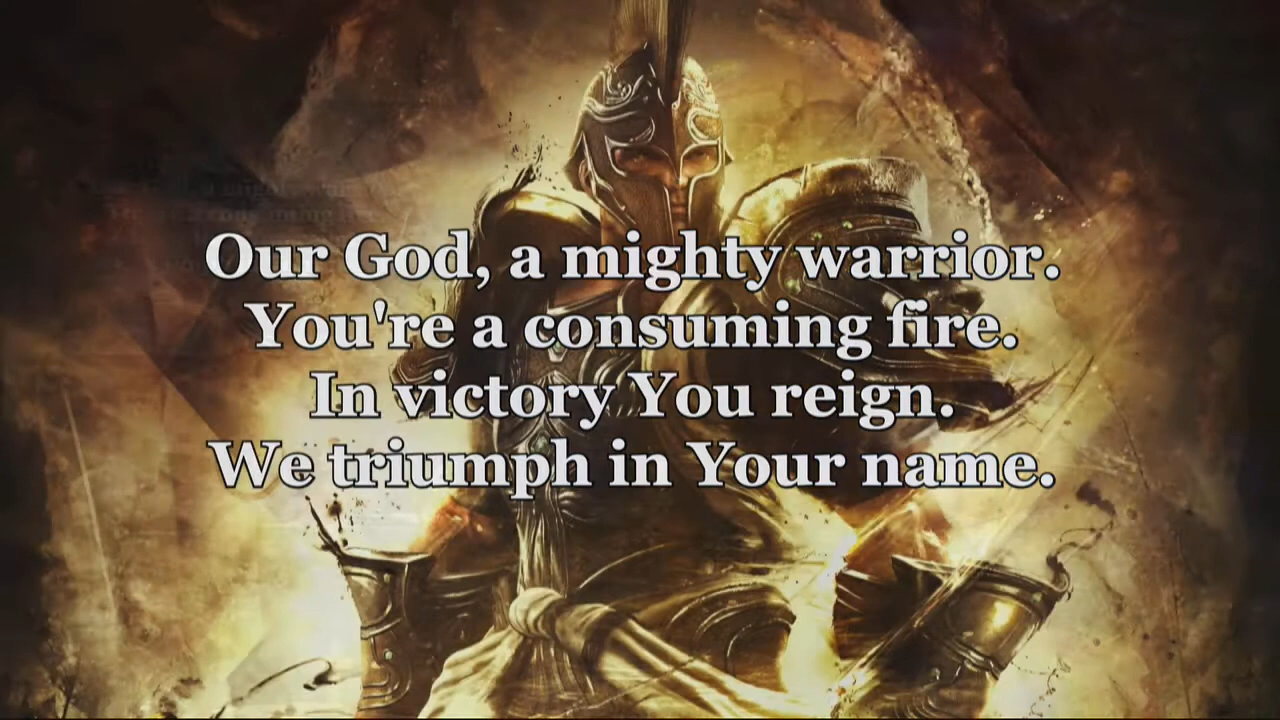 Our God, a mighty warrior.
You're a consuming fire.
In victory You reign.
We triumph in Your name.